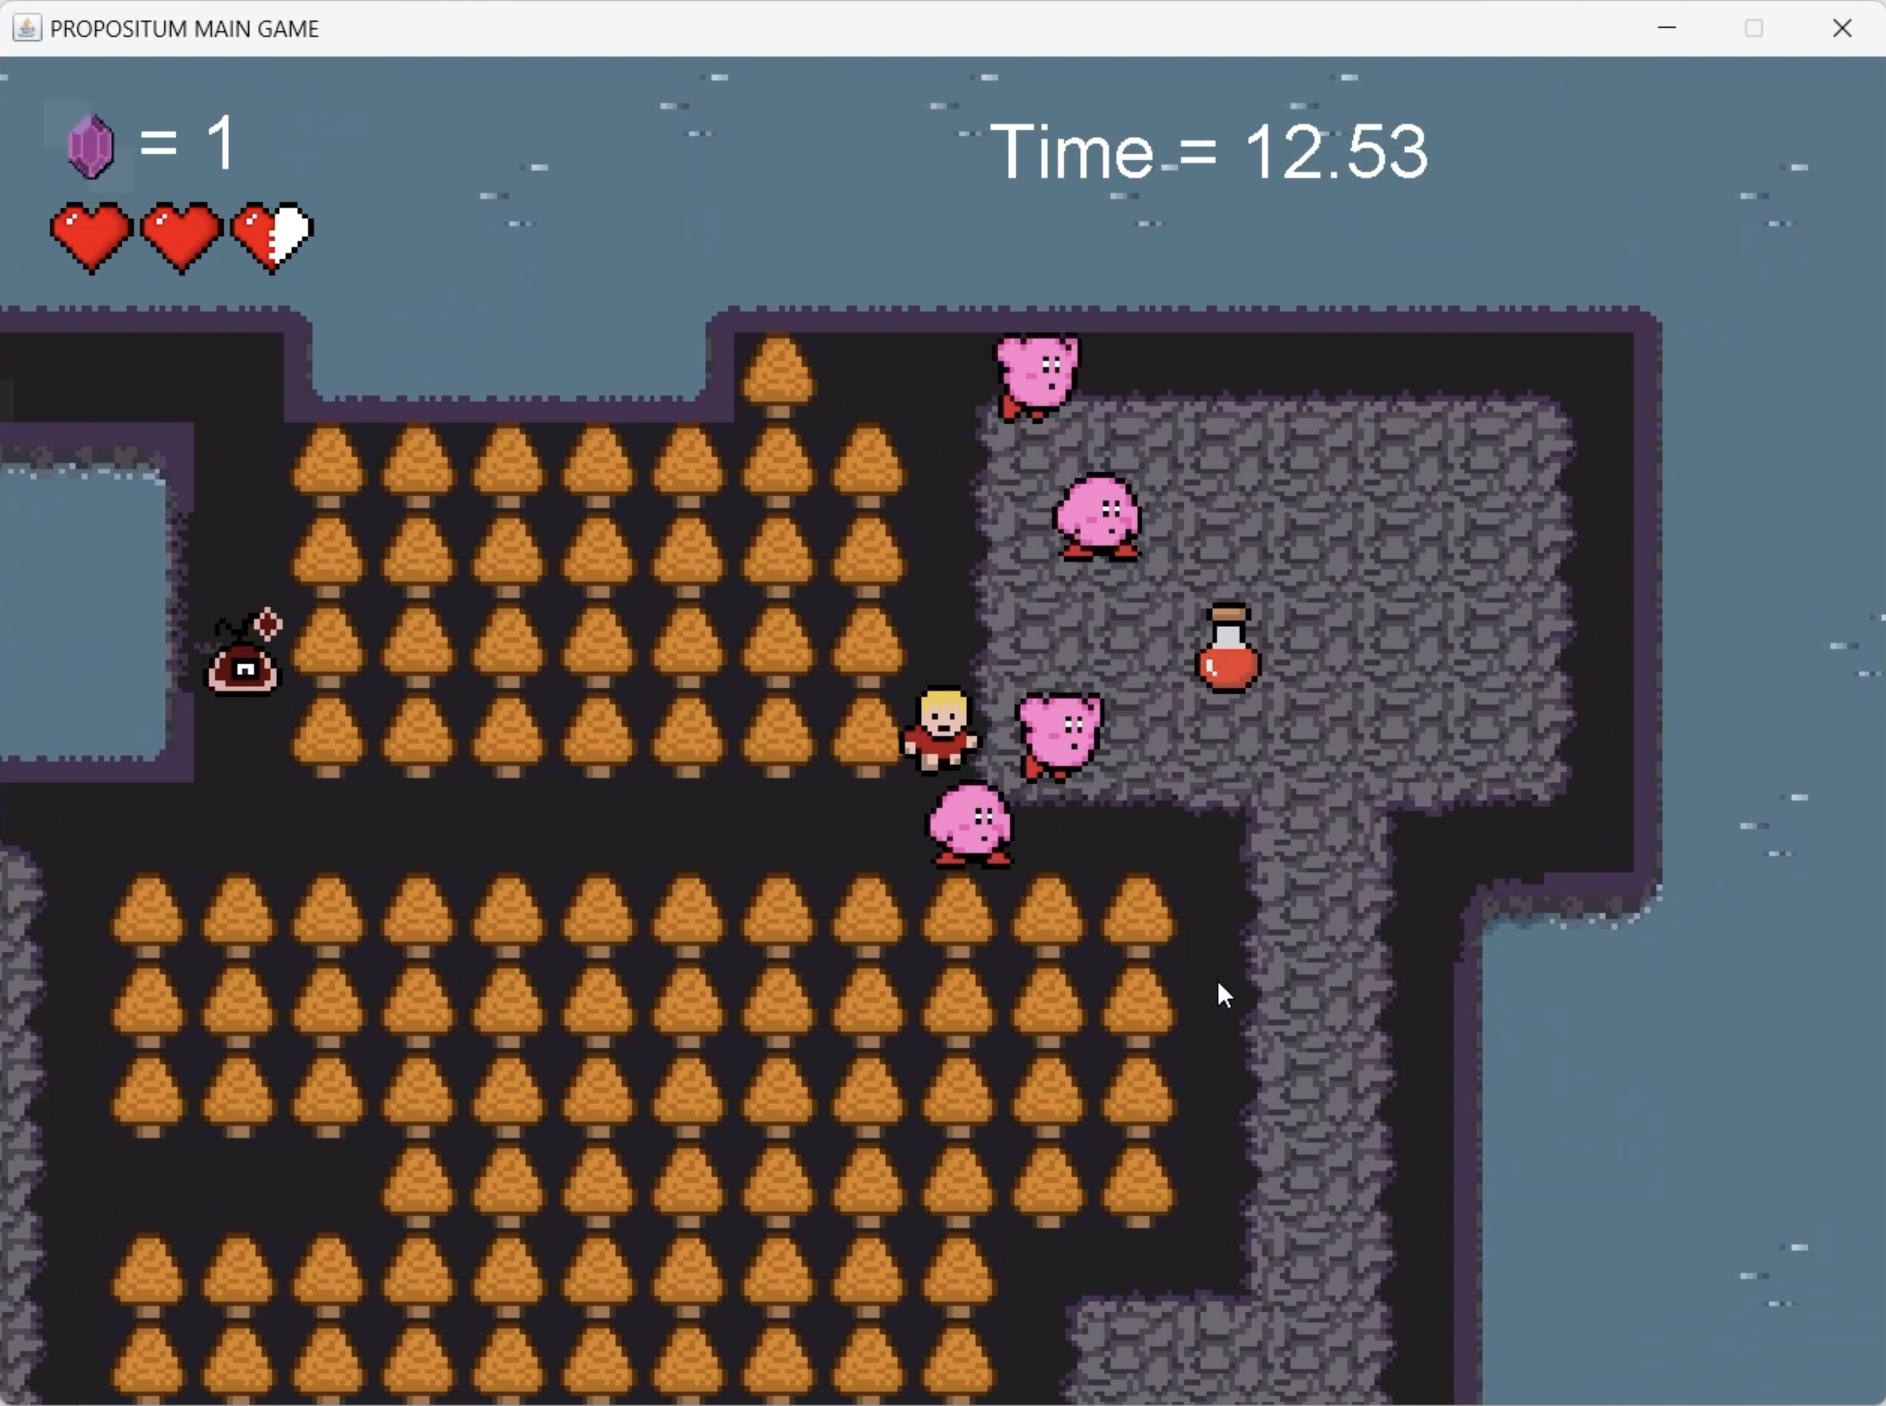 PROPOSITUM MAIN GAME
= 1
Time = 12.53